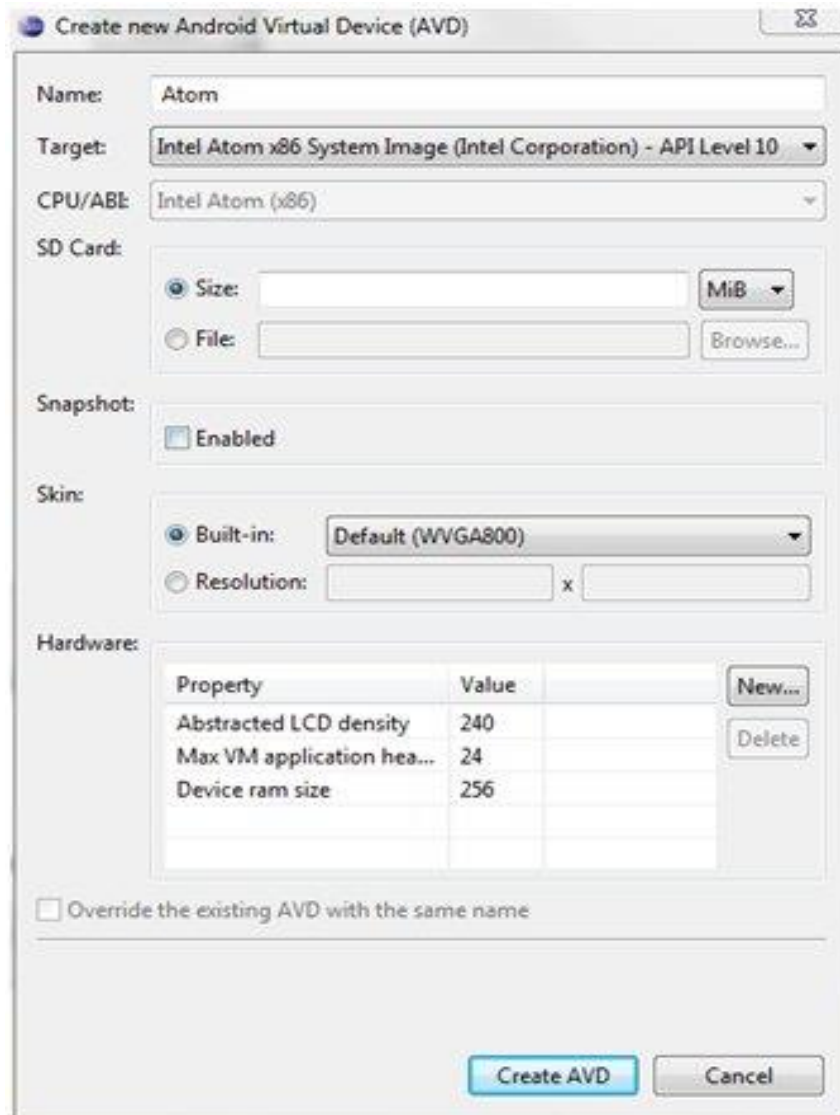 Create new Android Virtual Device (AVD)
Name: Atom
Target: Intel Atom x86 System Image (Intel Corporation) - API Level 10
CPU/ABI: Intel Atom (x86)
SD Card:
Size: MiB
File: Browse...
Snapshot:
Enabled
Skin:
Built-in: Default (WVGA800)
Resolution: x
Hardware:
Property Value New...
Abstracted LCD density 240 Delete
Max VM application hea... 24
Device ram size 256
Override the existing AVD with the same name
Create AVD Cancel